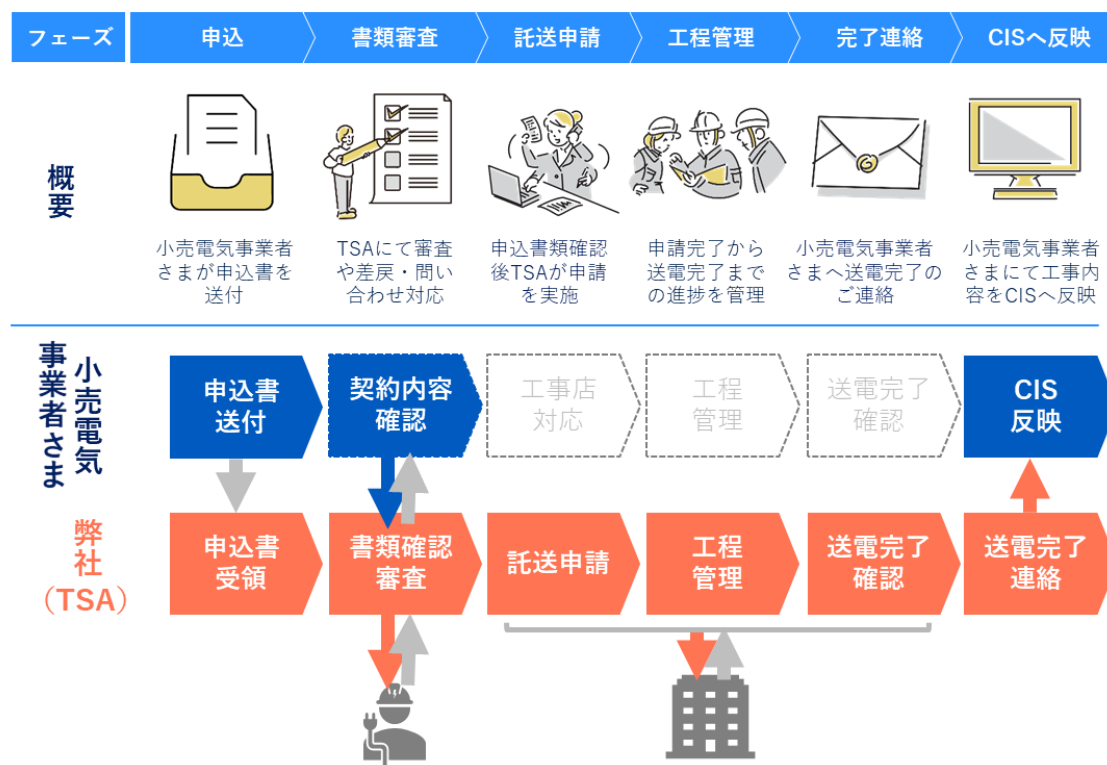 フェーズ
申込
書類審査
託送申請
工程管理
完了連絡
CISへ反映
概要
小売電気事業者
さまが申込書を
送付
TSAにて審査
や差戻・問い
合わせ対応
申込書類確認
後TSAが申請
を実施
申請完了から
送電完了まで
の進捗を管理
小売電気事業者
さまへ送電完了の
ご連絡
小売電気事業者
さまにて工事内
容をCISへ反映
小売電気
事業者さま
申込書
送付
契約内容
確認
工事店
対応
工程
管理
送電完了
確認
CIS
反映
弊社
（TSA）
申込書
受領
書類確認
審査
託送申請
工程
管理
送電完了
確認
送電完了
連絡